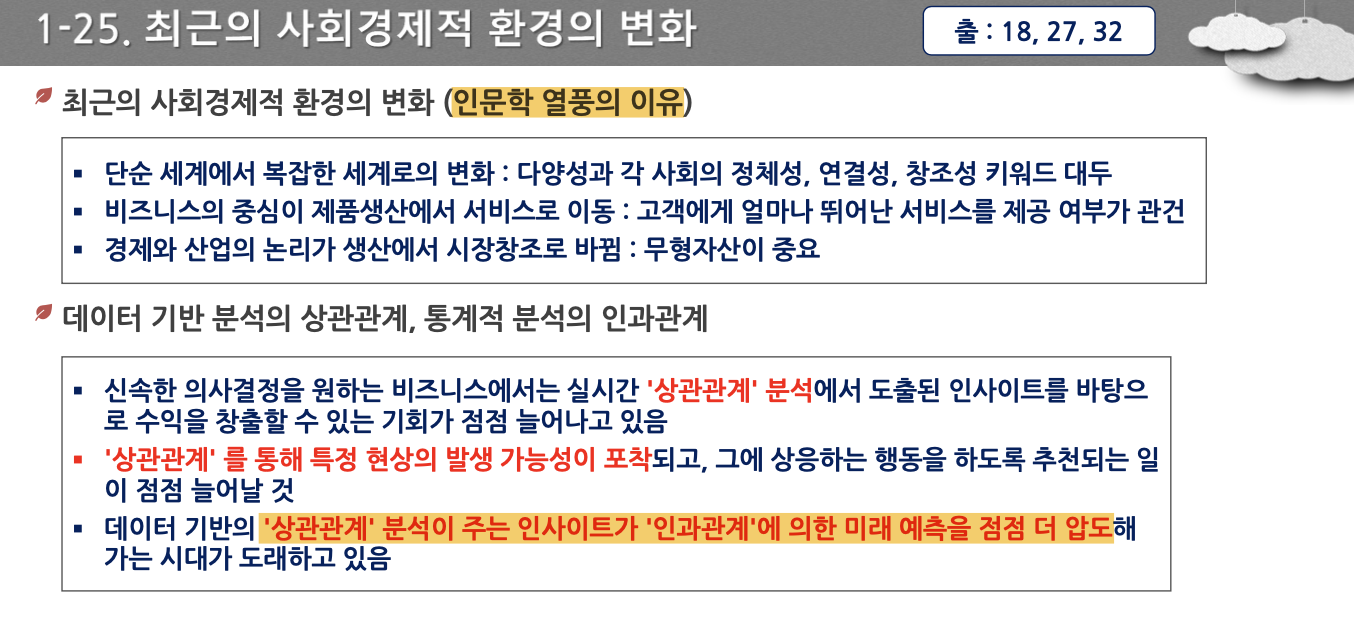 1-25. 최근의 사회경제적 환경의 변화
출 : 18, 27, 32
최근의 사회경제적 환경의 변화 (인문학 열풍의 이유)
▪ 단순 세계에서 복잡한 세계로의 변화 : 다양성과 각 사회의 정체성, 연결성, 창조성 키워드 대두
▪ 비즈니스의 중심이 제품생산에서 서비스로 이동 : 고객에게 얼마나 뛰어난 서비스를 제공 여부가 관건
▪ 경제와 산업의 논리가 생산에서 시장창조로 바뀜 : 무형자산이 중요
데이터 기반 분석의 상관관계, 통계적 분석의 인과관계
▪ 신속한 의사결정을 원하는 비즈니스에서는 실시간 '상관관계' 분석에서 도출된 인사이트를 바탕으
로 수익을 창출할 수 있는 기회가 점점 늘어나고 있음
▪ '상관관계' 를 통해 특정 현상의 발생 가능성이 포착되고, 그에 상응하는 행동을 하도록 추천되는 일
이 점점 늘어날 것
▪ 데이터 기반의 '상관관계' 분석이 주는 인사이트가 '인과관계'에 의한 미래 예측을 점점 더 압도해
가는 시대가 도래하고 있음